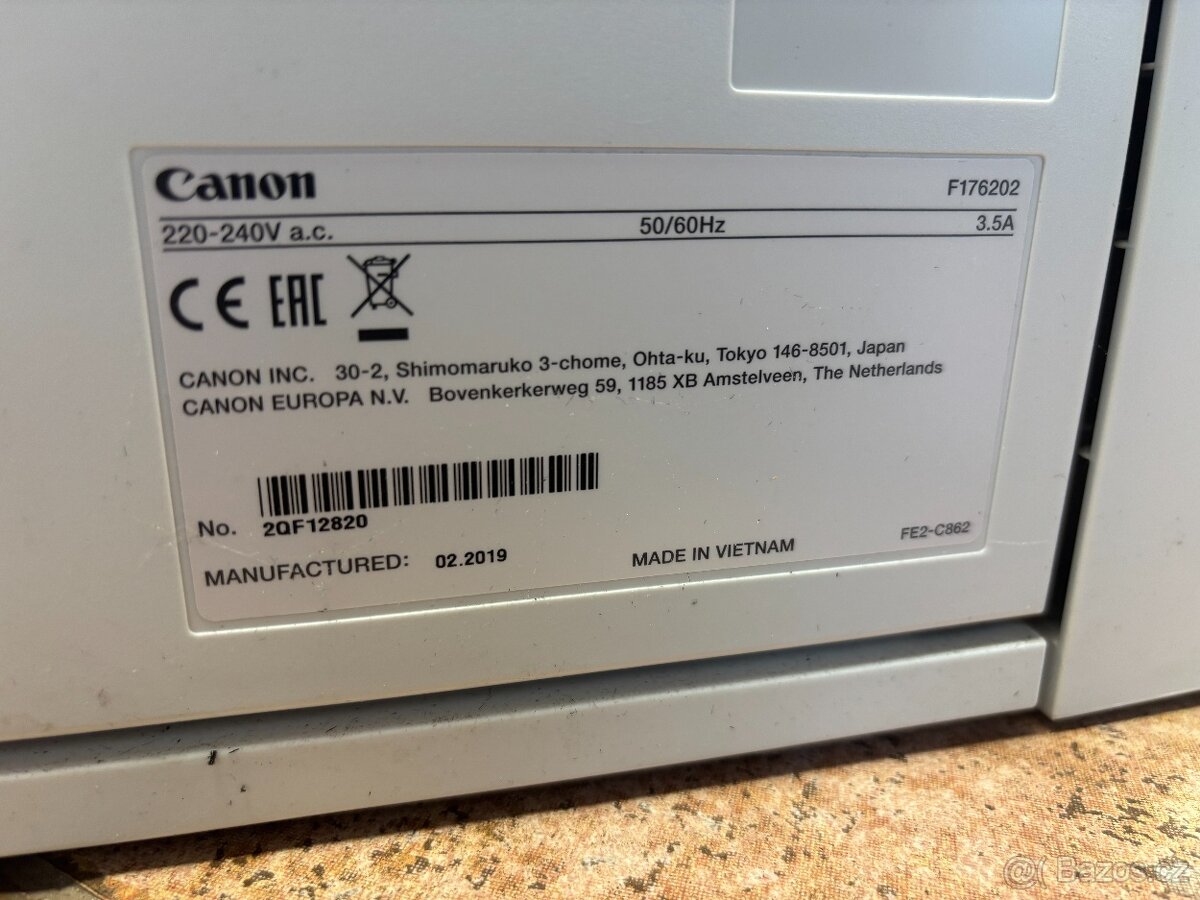 Canon
F176202
220-240V a.c. 50/60Hz 3.5A
CE EAC
CANON INC. 30-2, Shimomaruko 3-chome, Ohta-ku, Tokyo 146-8501, Japan
CANON EUROPA N.V. Bovenkerkerweg 59, 1185 XB Amstelveen, The Netherlands
No. 2QF12820
MANUFACTURED: 02.2019 MADE IN VIETNAM FE2-C862
@( Bazos.cz